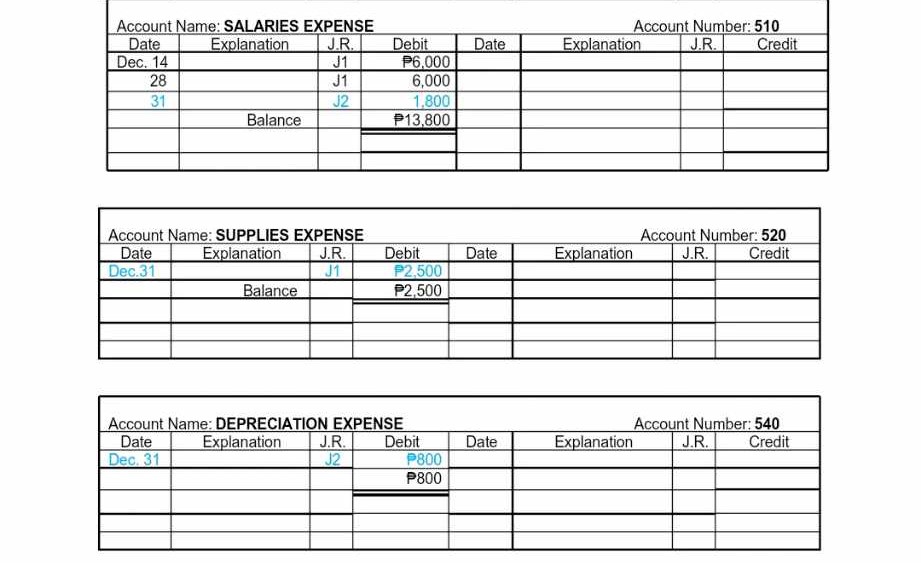 Account Name: SALARIES EXPENSE Account Number: 510
Date Explanation J.R. Debit Date Explanation J.R. Credit
Dec. 14 J1 ₱6,000
28 J1 6,000
31 J2 1,800
Balance ₱13,800
Account Name: SUPPLIES EXPENSE Account Number: 520
Date Explanation J.R. Debit Date Explanation J.R. Credit
Dec.31 J1 ₱2,500
Balance ₱2,500
Account Name: DEPRECIATION EXPENSE Account Number: 540
Date Explanation J.R. Debit Date Explanation J.R. Credit
Dec. 31 J2 ₱800
₱800